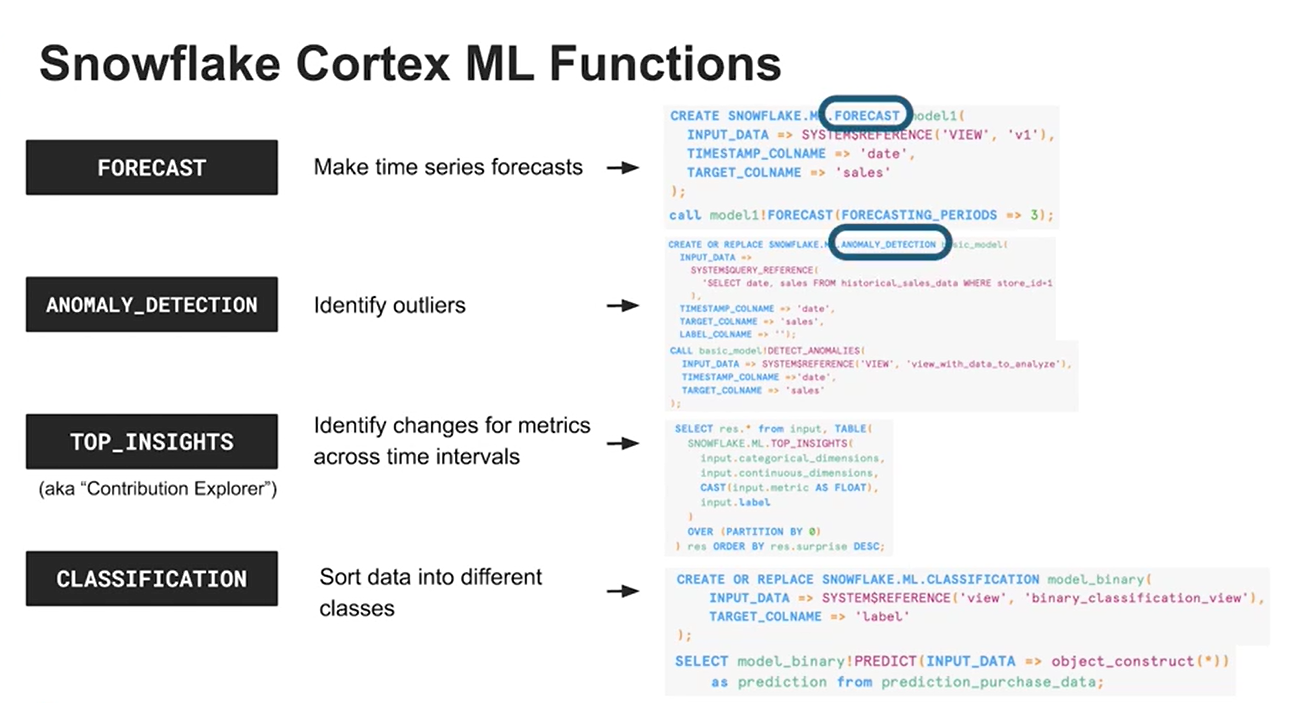 Snowflake Cortex ML Functions
FORECAST
Make time series forecasts
CREATE SNOWFLAKE.ML.FORECAST model1(
INPUT_DATA => SYSTEM$REFERENCE('VIEW', 'v1'),
TIMESTAMP_COLNAME => 'date',
TARGET_COLNAME => 'sales'
);
call model1!FORECAST(FORECASTING_PERIODS => 3);
ANOMALY_DETECTION
Identify outliers
CREATE OR REPLACE SNOWFLAKE.ML.ANOMALY_DETECTION basic_model(
INPUT_DATA =>
SYSTEM$QUERY_REFERENCE(
'SELECT date, sales FROM historical_sales_data WHERE store_id=1
),
TIMESTAMP_COLNAME => 'date',
TARGET_COLNAME => 'sales',
LABEL_COLNAME => '');
CALL basic_model!DETECT_ANOMALIES(
INPUT_DATA => SYSTEM$REFERENCE('VIEW', 'view_with_data_to_analyze'),
TIMESTAMP_COLNAME =>'date',
TARGET_COLNAME => 'sales'
);
TOP_INSIGHTS
(aka “Contribution Explorer”)
Identify changes for metrics
across time intervals
SELECT res.* from input, TABLE(
SNOWFLAKE.ML.TOP_INSIGHTS(
input.categorical_dimensions,
input.continuous_dimensions,
CAST(input.metric AS FLOAT),
input.label
)
OVER (PARTITION BY 0)
) res ORDER BY res.surprise DESC;
CLASSIFICATION
Sort data into different
classes
CREATE OR REPLACE SNOWFLAKE.ML.CLASSIFICATION model_binary(
INPUT_DATA => SYSTEM$REFERENCE('view', 'binary_classification_view'),
TARGET_COLNAME => 'label'
);
SELECT model_binary!PREDICT(INPUT_DATA => object_construct(*))
as prediction from prediction_purchase_data;